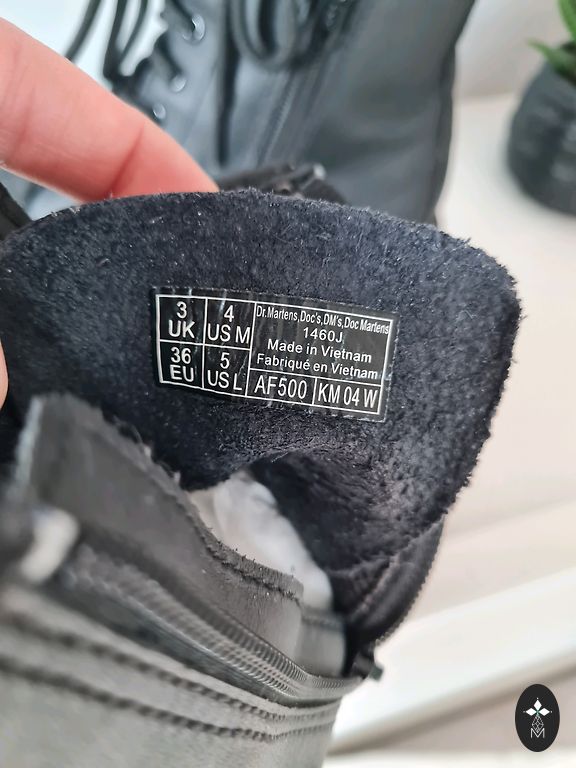 3 UK
4 US M
36 EU
5 US L
Dr.Martens,Doc's,DM's,Doc Martens
1460J
Made in Vietnam
Fabriqué en Vietnam
AF500
KM 04 W
M